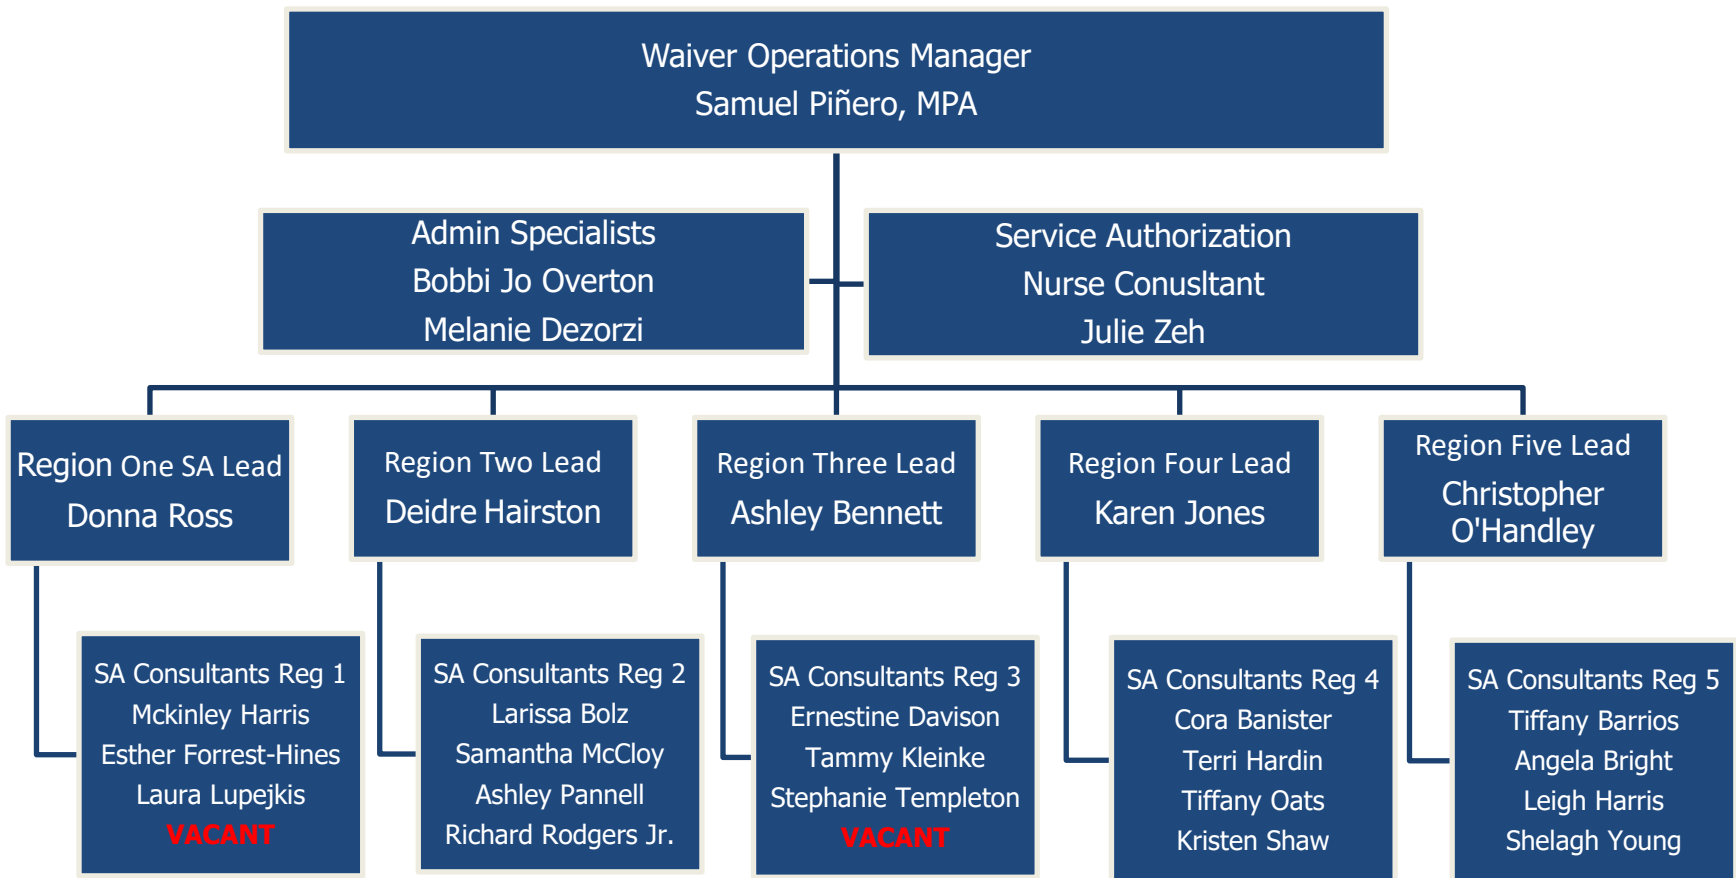 Waiver Operations Manager
Samuel Piñero, MPA
Admin Specialists
Bobbi Jo Overton
Melanie Dezorzi
Service Authorization
Nurse Conusltant
Julie Zeh
Region One SA Lead
Donna Ross
Region Two Lead
Deidre Hairston
Region Three Lead
Ashley Bennett
Region Four Lead
Karen Jones
Region Five Lead
Christopher
O'Handley
SA Consultants Reg 1
Mckinley Harris
Esther Forrest-Hines
Laura Lupejkis
VACANT
SA Consultants Reg 2
Larissa Bolz
Samantha McCloy
Ashley Pannell
Richard Rodgers Jr.
SA Consultants Reg 3
Ernestine Davison
Tammy Kleinke
Stephanie Templeton
VACANT
SA Consultants Reg 4
Cora Banister
Terri Hardin
Tiffany Oats
Kristen Shaw
SA Consultants Reg 5
Tiffany Barrios
Angela Bright
Leigh Harris
Shelagh Young